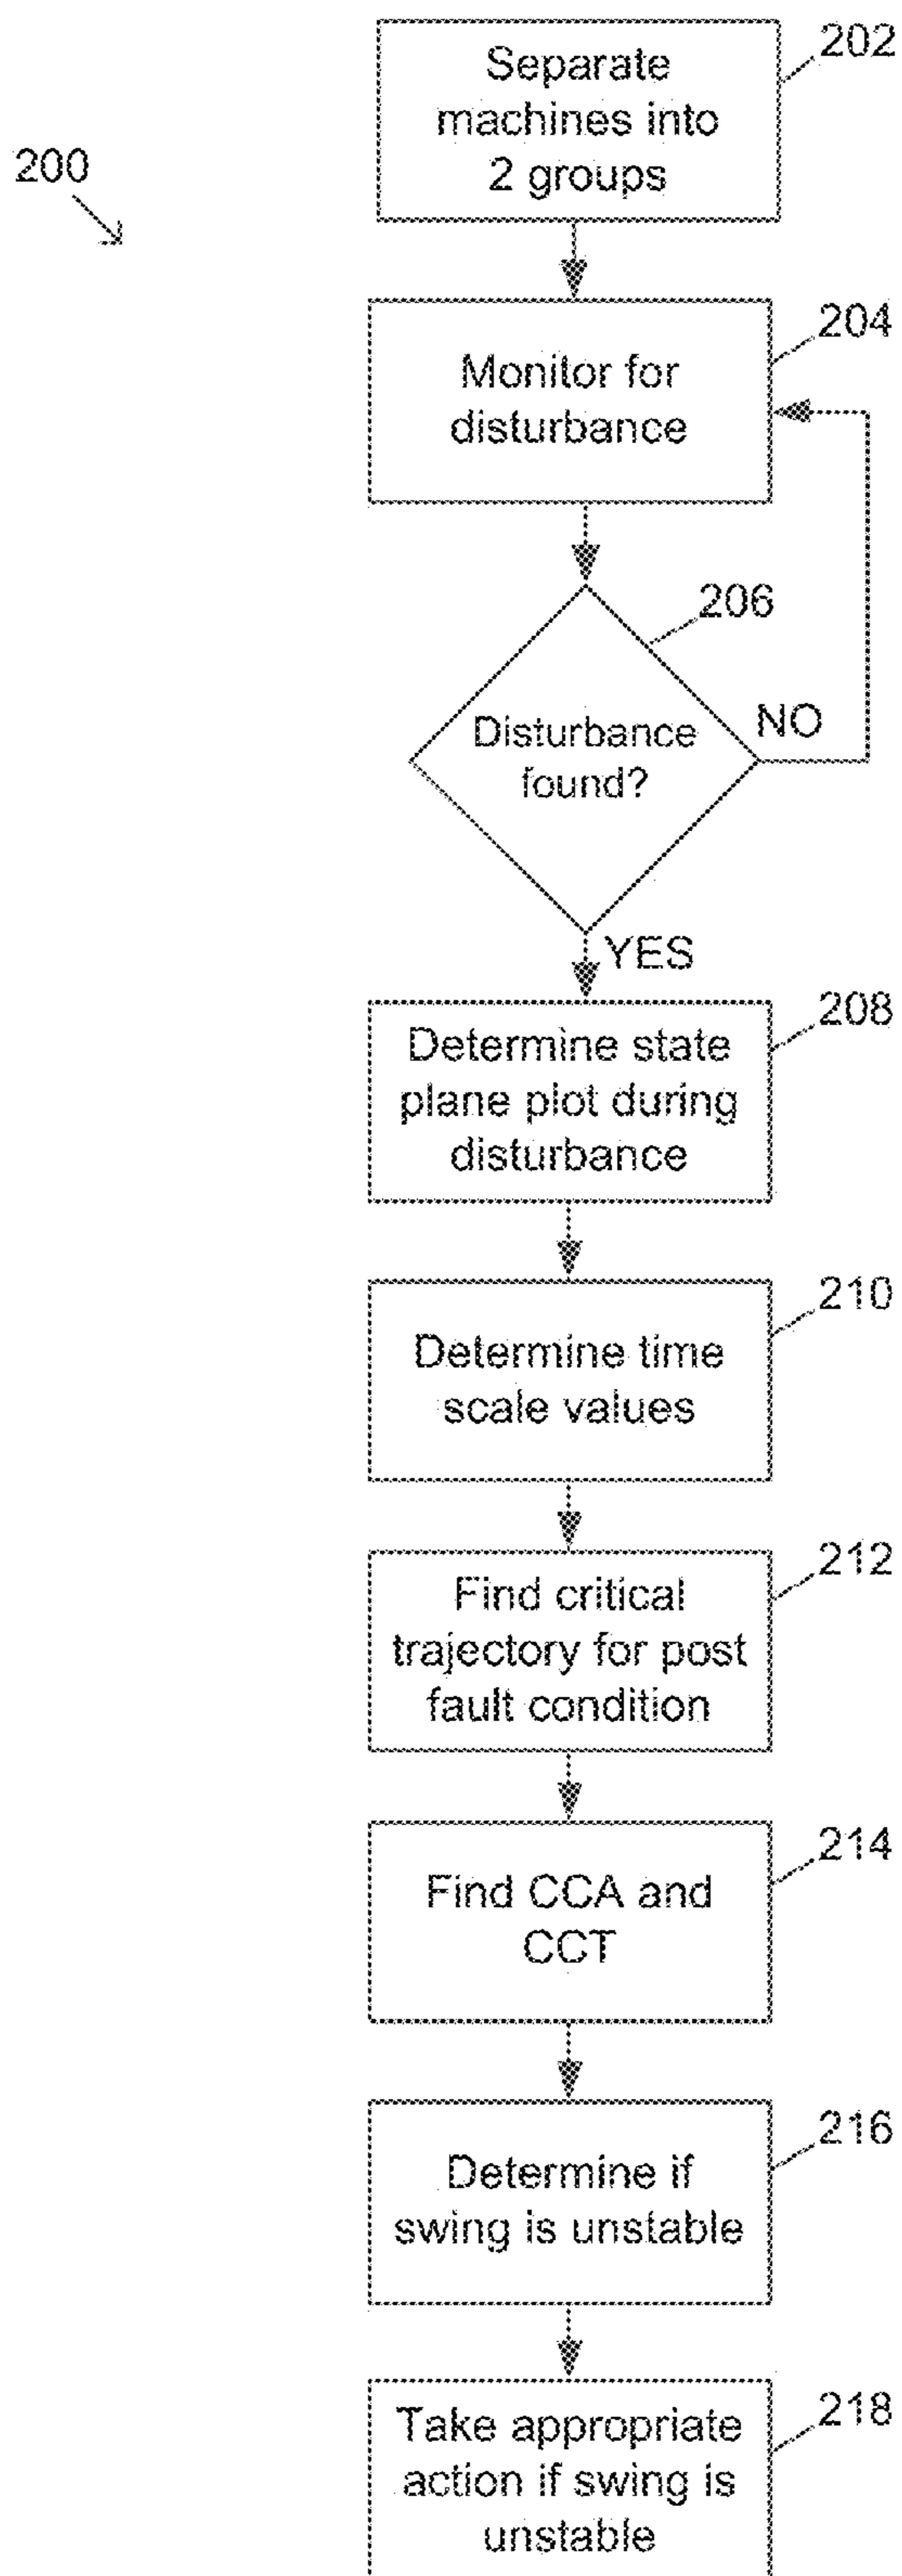 202
Separate
machines into
2 groups
200
204
Monitor for
disturbance
206
NO
Disturbance
found?
YES
208
Determine state
plane plot during
disturbance
210
Determine time
scale values
212
Find critical
trajectory for post
fault condition
214
Find CCA and
CCT
216
Determine if
swing is unstable
218
Take appropriate
action if swing is
unstable